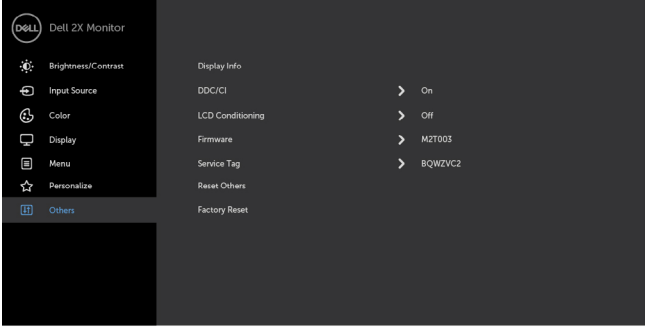 DELL Dell 2X Monitor
Brightness/Contrast Display Info
Input Source DDC/CI On
Color LCD Conditioning Off
Display Firmware M2T003
Menu Service Tag BQWZVC2
Personalize Reset Others
Others Factory Reset